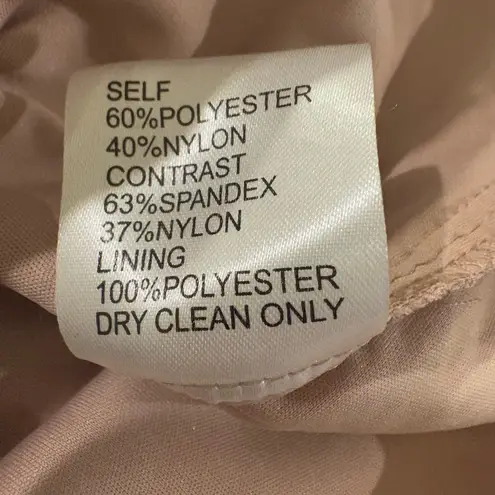 SELF
60%POLYESTER
40%NYLON
CONTRAST
63%SPANDEX
37%NYLON
LINING
100%POLYESTER
DRY CLEAN ONLY